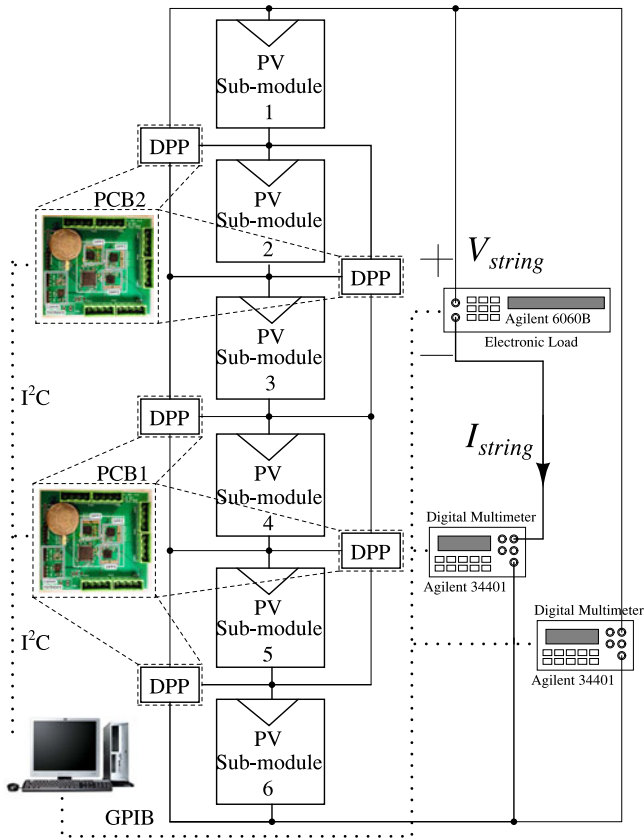 PV
Sub-module
1
DPP
PCB2
PV
Sub-module
2
DPP
+
V_string
Agilent 6060B
Electronic Load
−
PV
Sub-module
3
I²C
DPP
I_string
PCB1
PV
Sub-module
4
DPP
Digital Multimeter
Agilent 34401
PV
Sub-module
5
Digital Multimeter
Agilent 34401
I²C
DPP
PV
Sub-module
6
GPIB